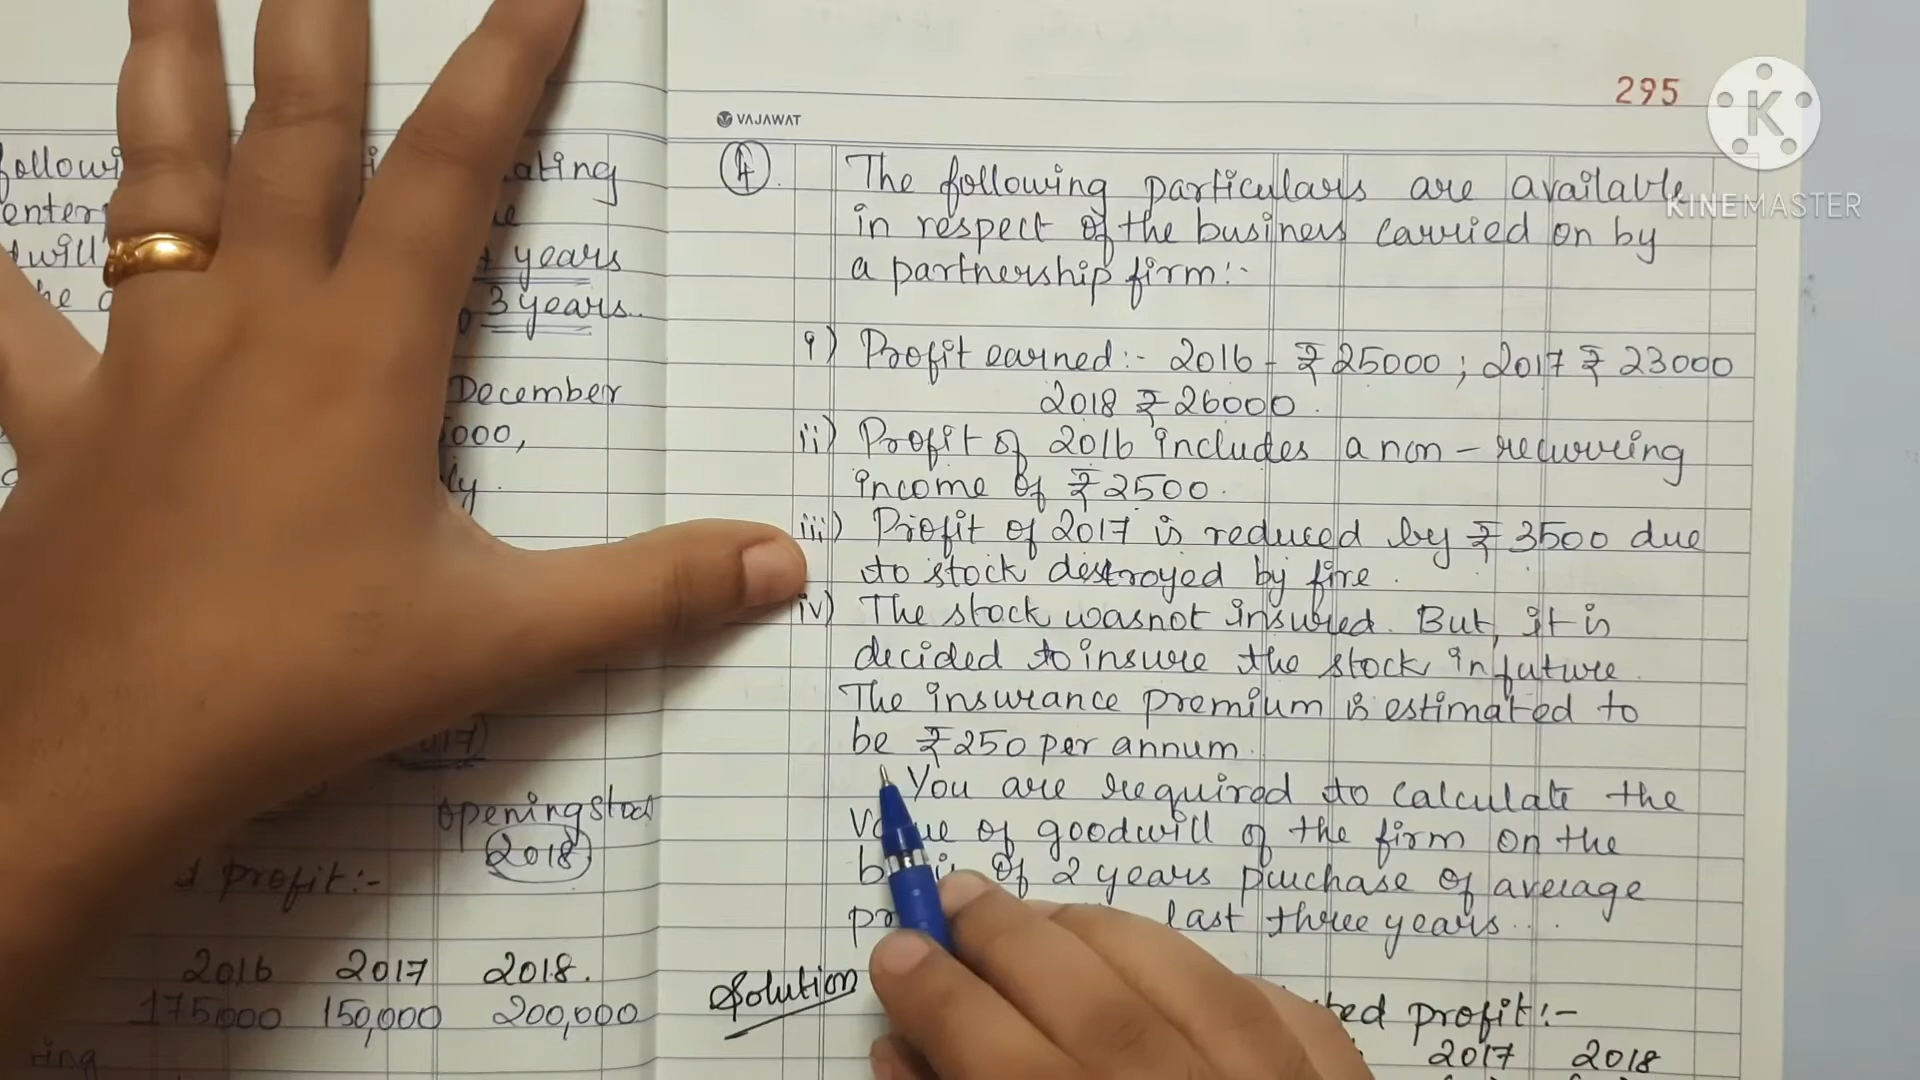 295
VAJAWAT
KINEMASTER
ating
years
3 years..
December
000,
ly.
opening stock
2018
profit:-
2016 2017 2018.
175,000 150,000 200,000
ring
4. The following particulars are available
in respect of the business carried on by
a partnership firm:-
i) Profit earned:- 2016 - ₹25000; 2017 ₹ 23000
2018 ₹ 26000.
ii) Profit of 2016 includes a non - recurring
income of ₹ 2500.
iii) Profit of 2017 is reduced by ₹ 3500 due
to stock destroyed by fire.
iv) The stock was not insured. But, it is
decided to insure the stock in future.
The insurance premium is estimated to
be ₹250 per annum.
You are required to calculate the
of goodwill of the firm on the
of 2 years purchase of average
last three years...
Solution
ed profit:-
2017 2018